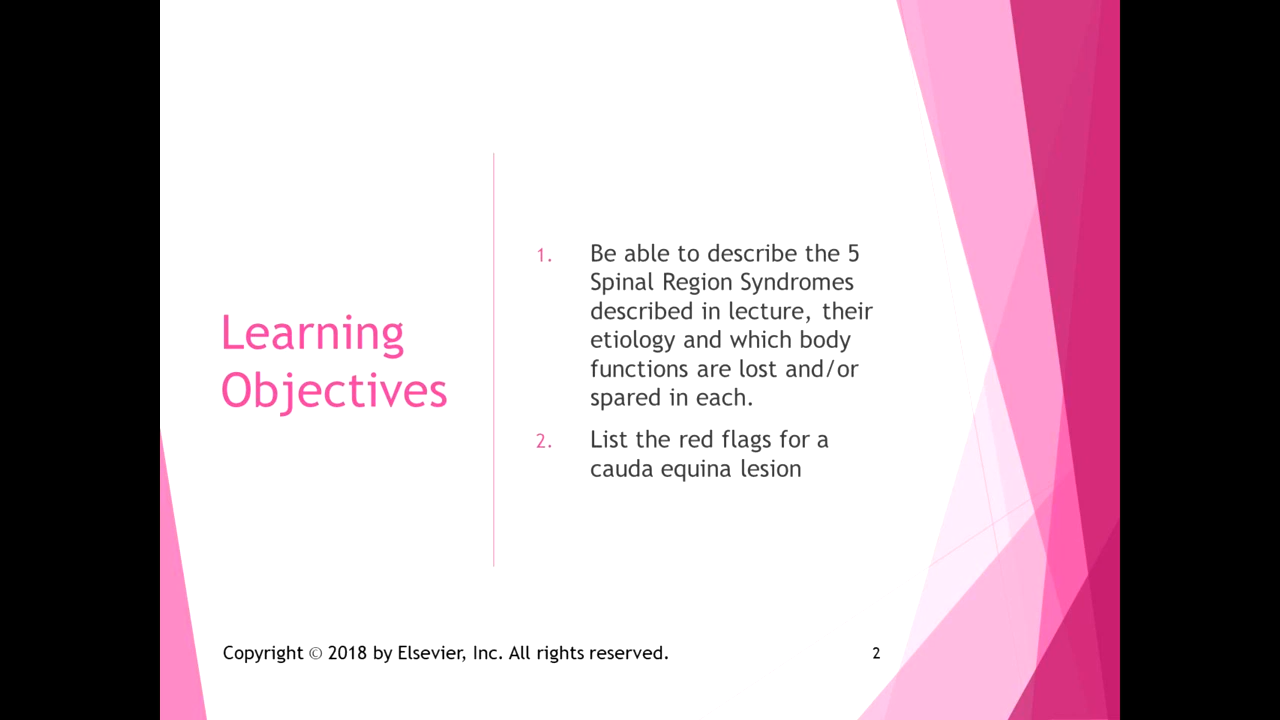 Learning
Objectives
1. Be able to describe the 5
Spinal Region Syndromes
described in lecture, their
etiology and which body
functions are lost and/or
spared in each.
2. List the red flags for a
cauda equina lesion
Copyright © 2018 by Elsevier, Inc. All rights reserved.
2